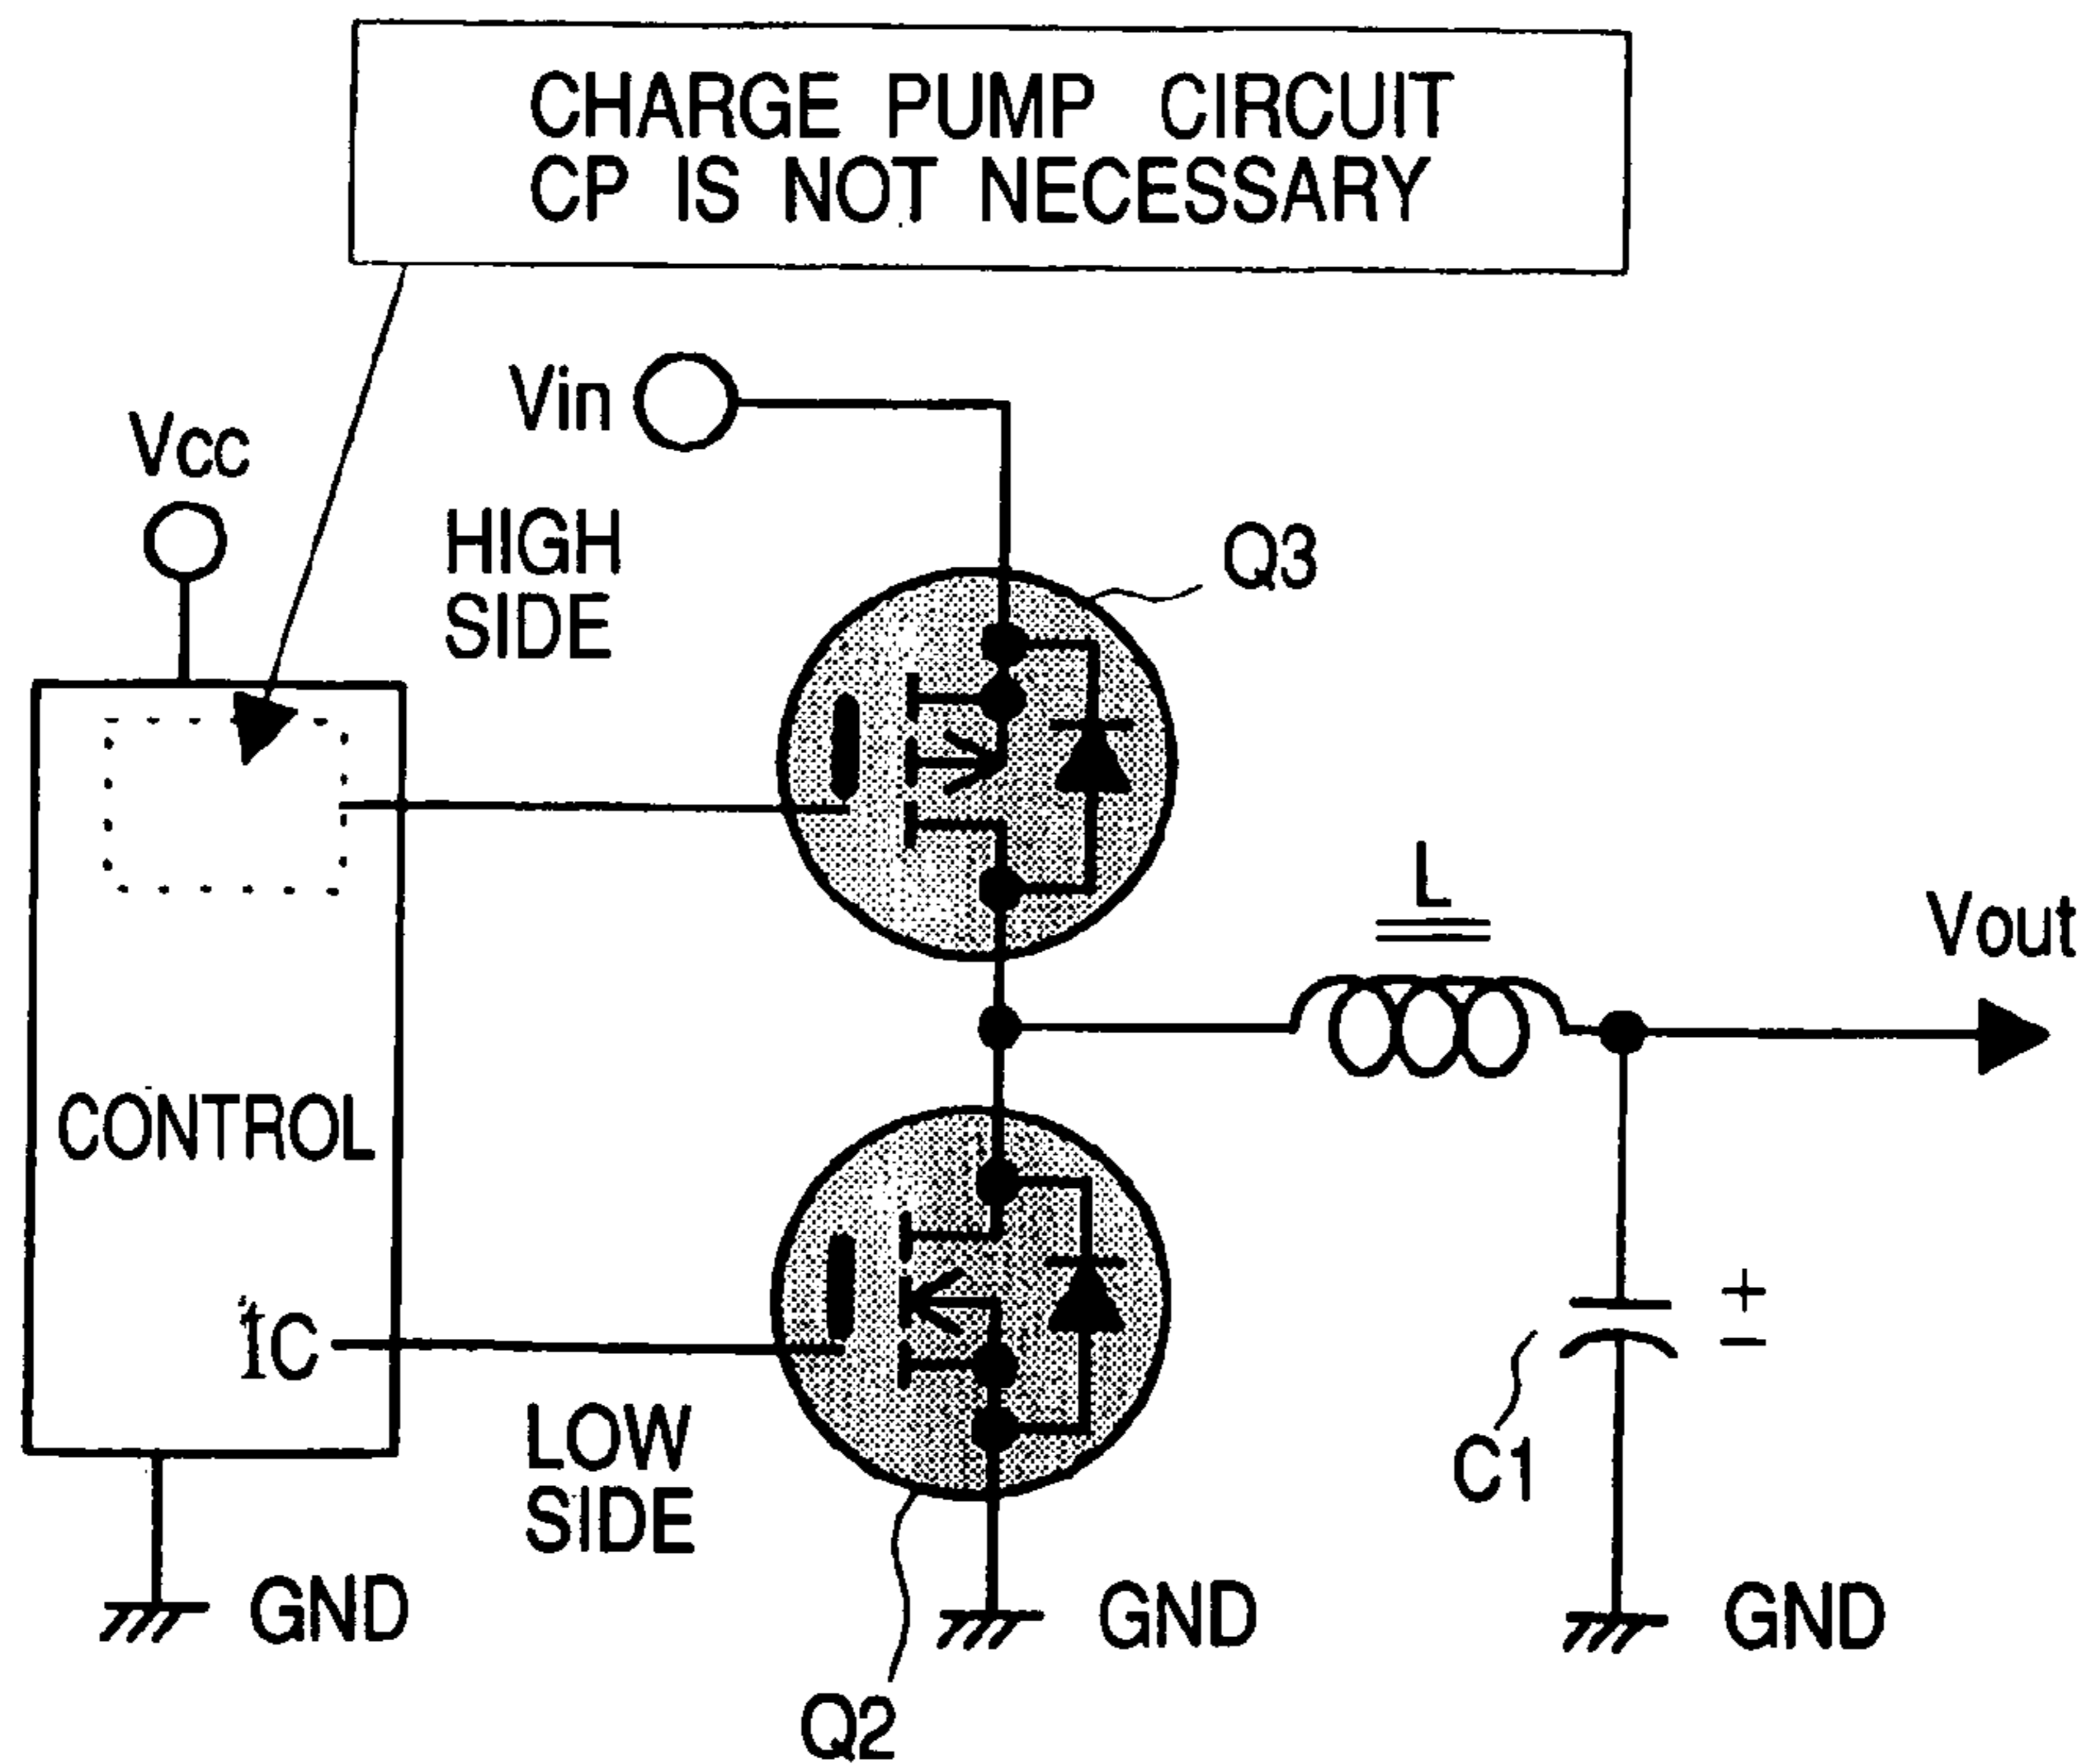 CHARGE PUMP CIRCUIT
CP IS NOT NECESSARY
Vin
Vcc
HIGH
SIDE
Q3
L
Vout
CONTROL
IC
LOW
SIDE
+
−
C1
GND
GND
GND
Q2